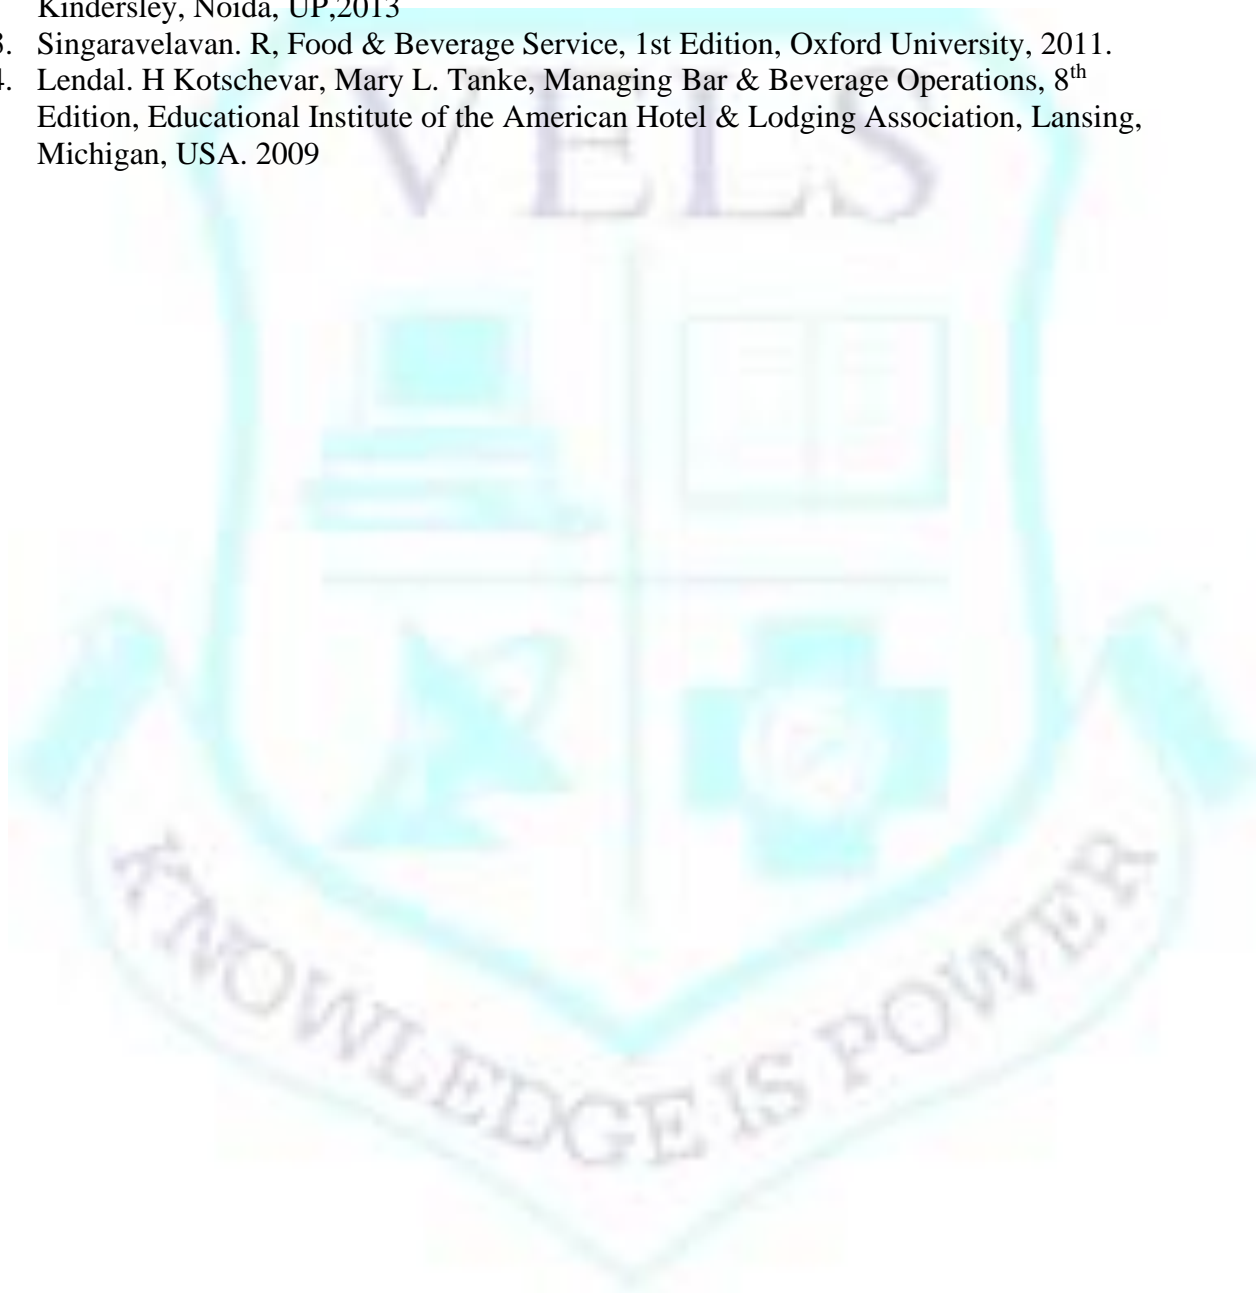 Kindersley, Noida, UP,2013
3. Singaravelavan. R, Food & Beverage Service, 1st Edition, Oxford University, 2011.
4. Lendal. H Kotschevar, Mary L. Tanke, Managing Bar & Beverage Operations, 8th
Edition, Educational Institute of the American Hotel & Lodging Association, Lansing,
Michigan, USA. 2009
VELS
KNOWLEDGE IS POWER